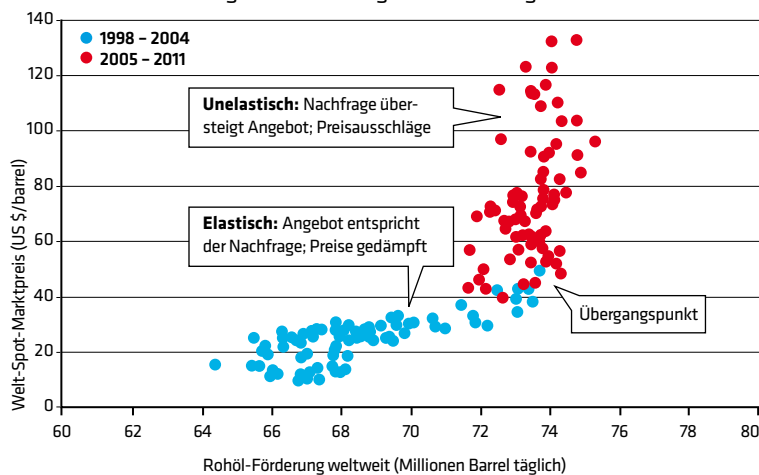 140
120
100
80
60
40
20
0
Welt-Spot-Marktpreis (US $/barrel)
1998 – 2004
2005 – 2011
Unelastisch: Nachfrage über-
steigt Angebot; Preisausschläge
Elastisch: Angebot entspricht
der Nachfrage; Preise gedämpft
Übergangspunkt
60 62 64 66 68 70 72 74 75 78 80
Rohöl-Förderung weltweit (Millionen Barrel täglich)